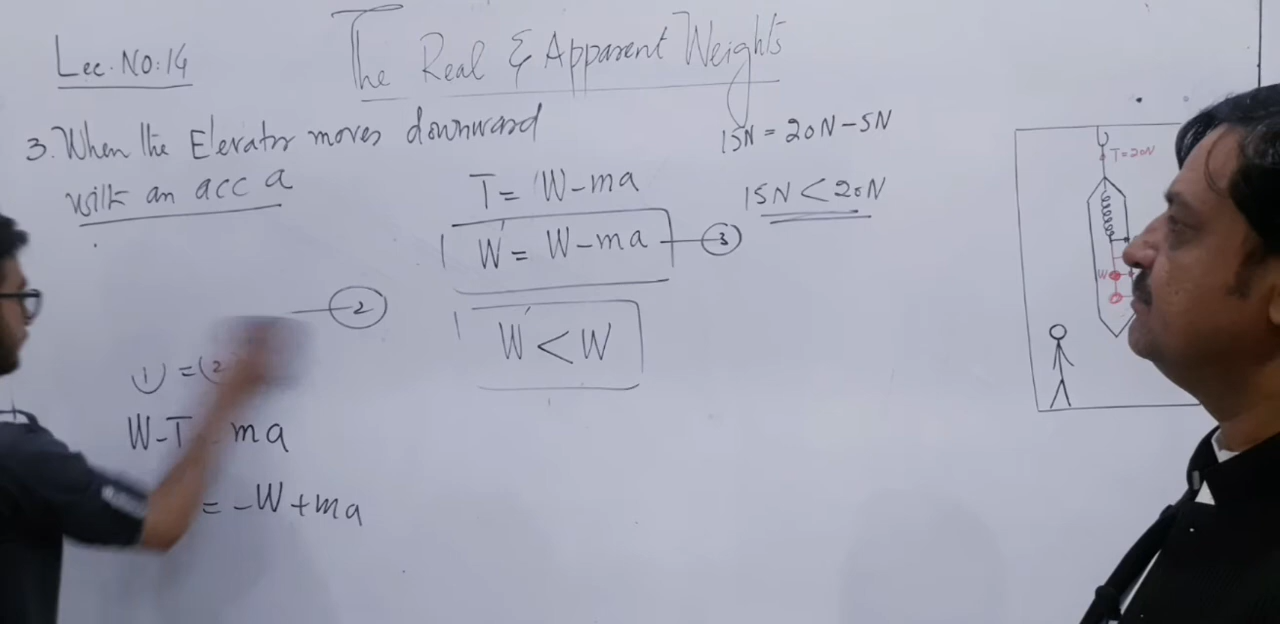 Lec. No: 14
The Real & Apparent Weights
3. When the Elevator moves downward
with an acc a
② 
① = (2
W-T = ma
= -W + ma
T = W - ma
W' = W - ma ③
W' < W
15N = 20N - 5N
15N < 20N
T = 20N
W